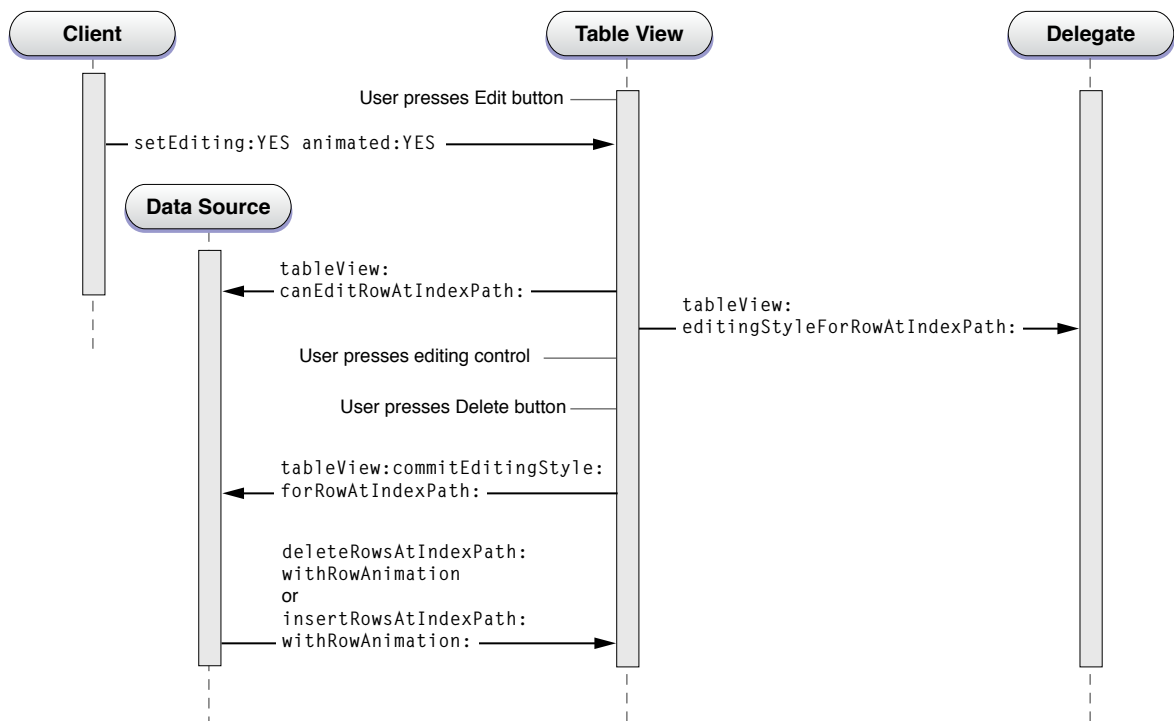 Client
Table View
Delegate
User presses Edit button
setEditing:YES animated:YES
Data Source
tableView:
canEditRowAtIndexPath:
tableView:
editingStyleForRowAtIndexPath:
User presses editing control
User presses Delete button
tableView:commitEditingStyle:
forRowAtIndexPath:
deleteRowsAtIndexPath:
withRowAnimation
or
insertRowsAtIndexPath:
withRowAnimation: